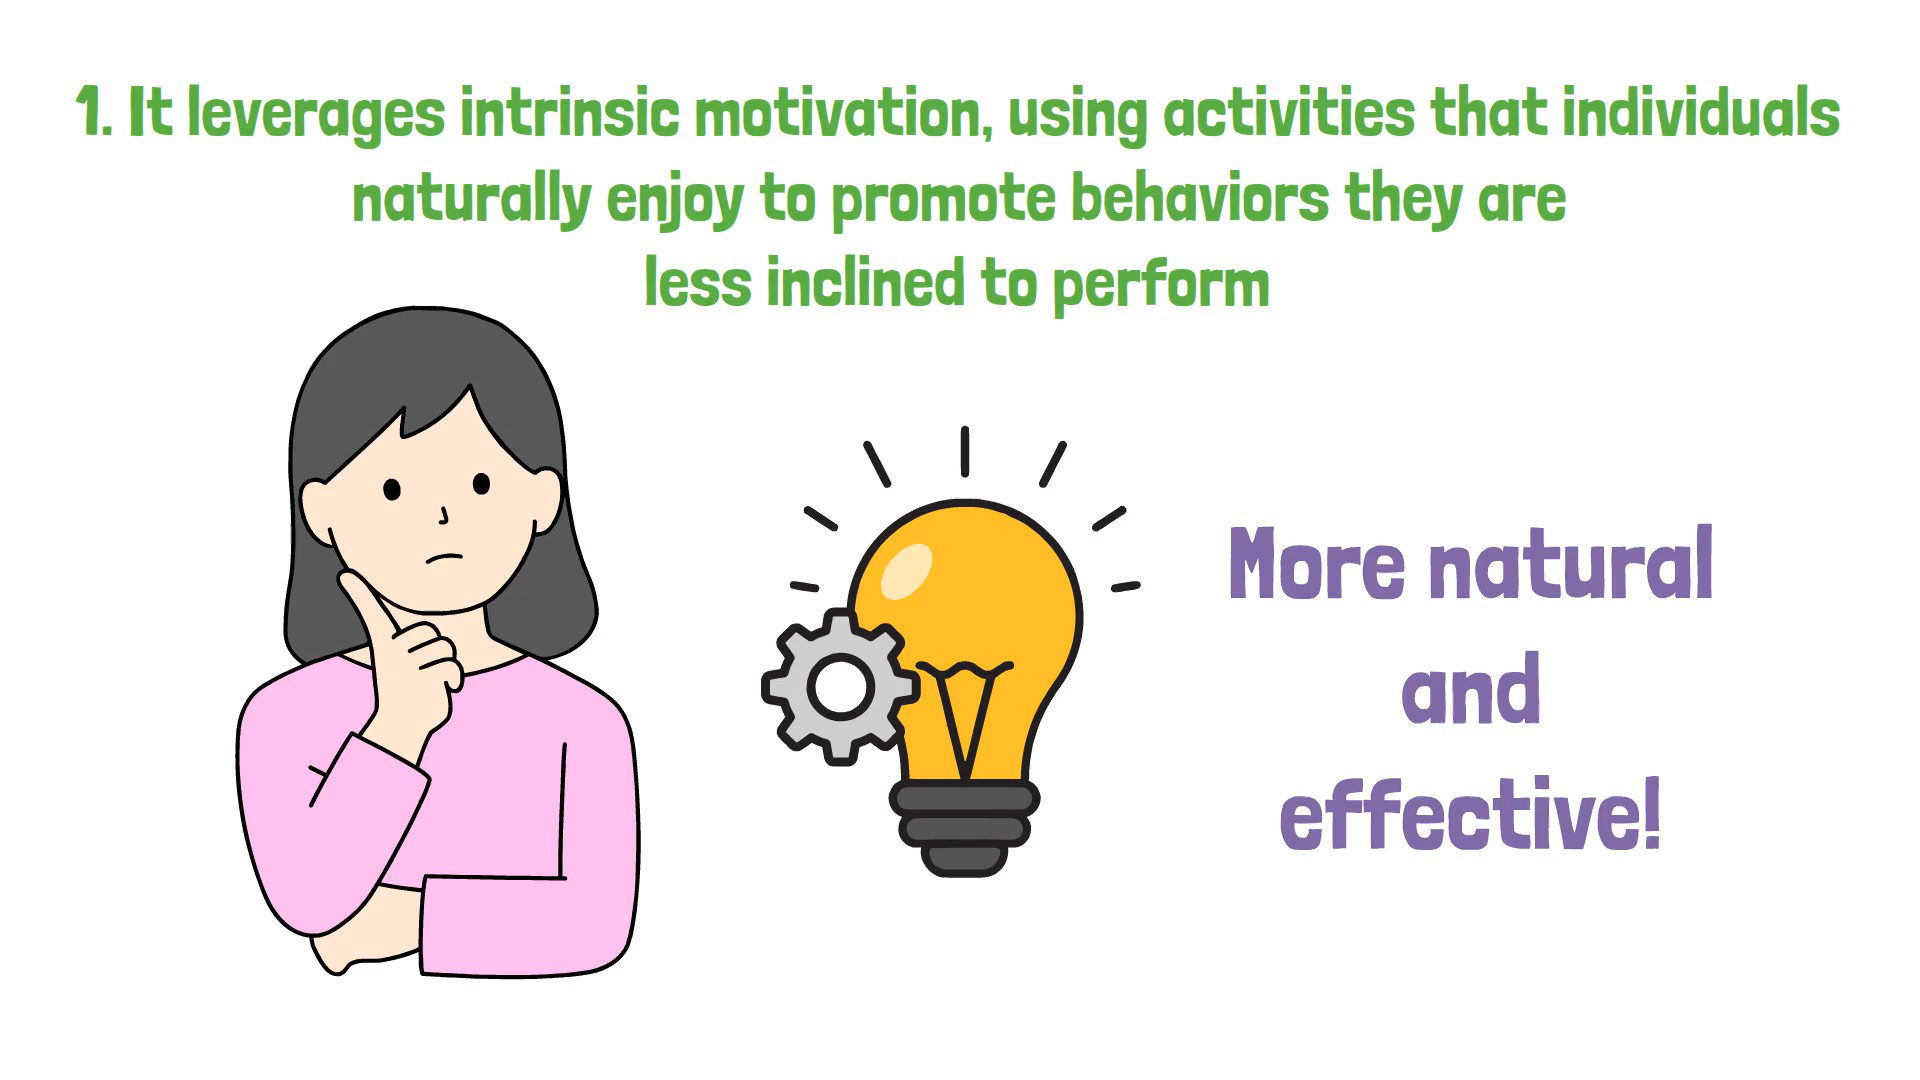 1. It leverages intrinsic motivation, using activities that individuals
naturally enjoy to promote behaviors they are
less inclined to perform
More natural
and
effective!